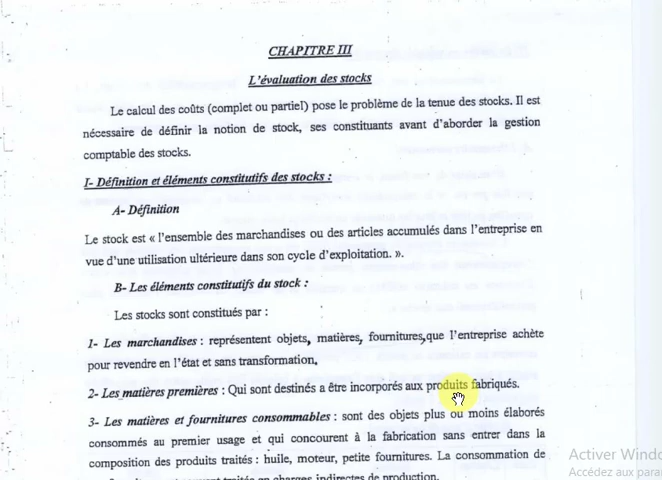 CHAPITRE III
L'évaluation des stocks
Le calcul des coûts (complet ou partiel) pose le problème de la tenue des stocks. Il est
nécessaire de définir la notion de stock, ses constituants avant d'aborder la gestion
comptable des stocks.
I- Définition et éléments constitutifs des stocks :
A- Définition
Le stock est « l'ensemble des marchandises ou des articles accumulés dans l'entreprise en
vue d'une utilisation ultérieure dans son cycle d'exploitation. ».
B- Les éléments constitutifs du stock :
Les stocks sont constitués par :
1- Les marchandises : représentent objets, matières, fournitures,que l'entreprise achète
pour revendre en l'état et sans transformation.
2- Les matières premières : Qui sont destinés a être incorporés aux produits fabriqués.
3- Les matières et fournitures consommables : sont des objets plus ou moins élaborés
consommés au premier usage et qui concourent à la fabrication sans entrer dans la
composition des produits traités : huile, moteur, petite fournitures. La consommation de
traitée en charges indirectes de production.
Activer Windo
Accédez aux para